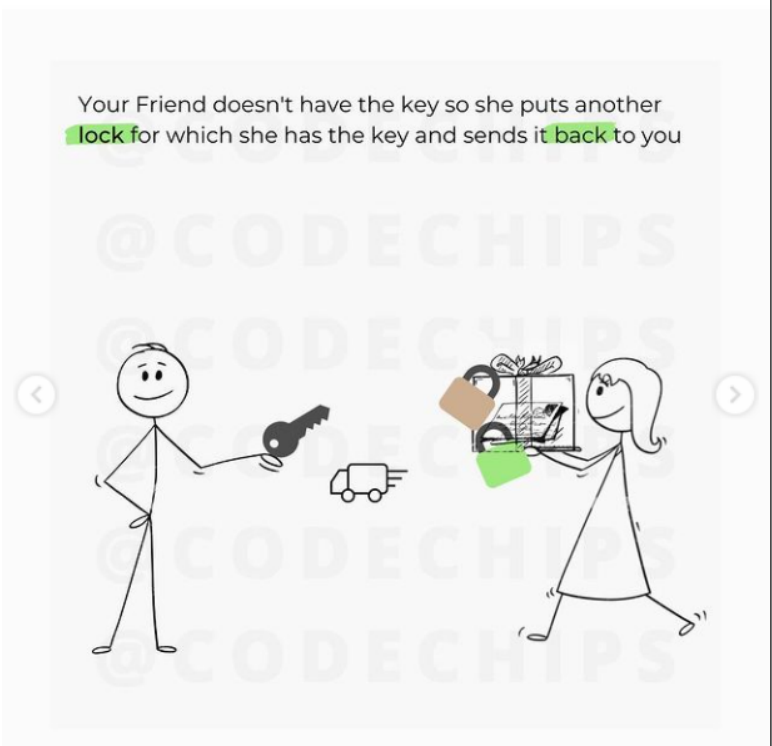 Your Friend doesn't have the key so she puts another
lock for which she has the key and sends it back to you
@CODECHIPS
@CODECHIPS
@CODECHIPS
@CODECHIPS
@CODECHIPS
@CODECHIPS